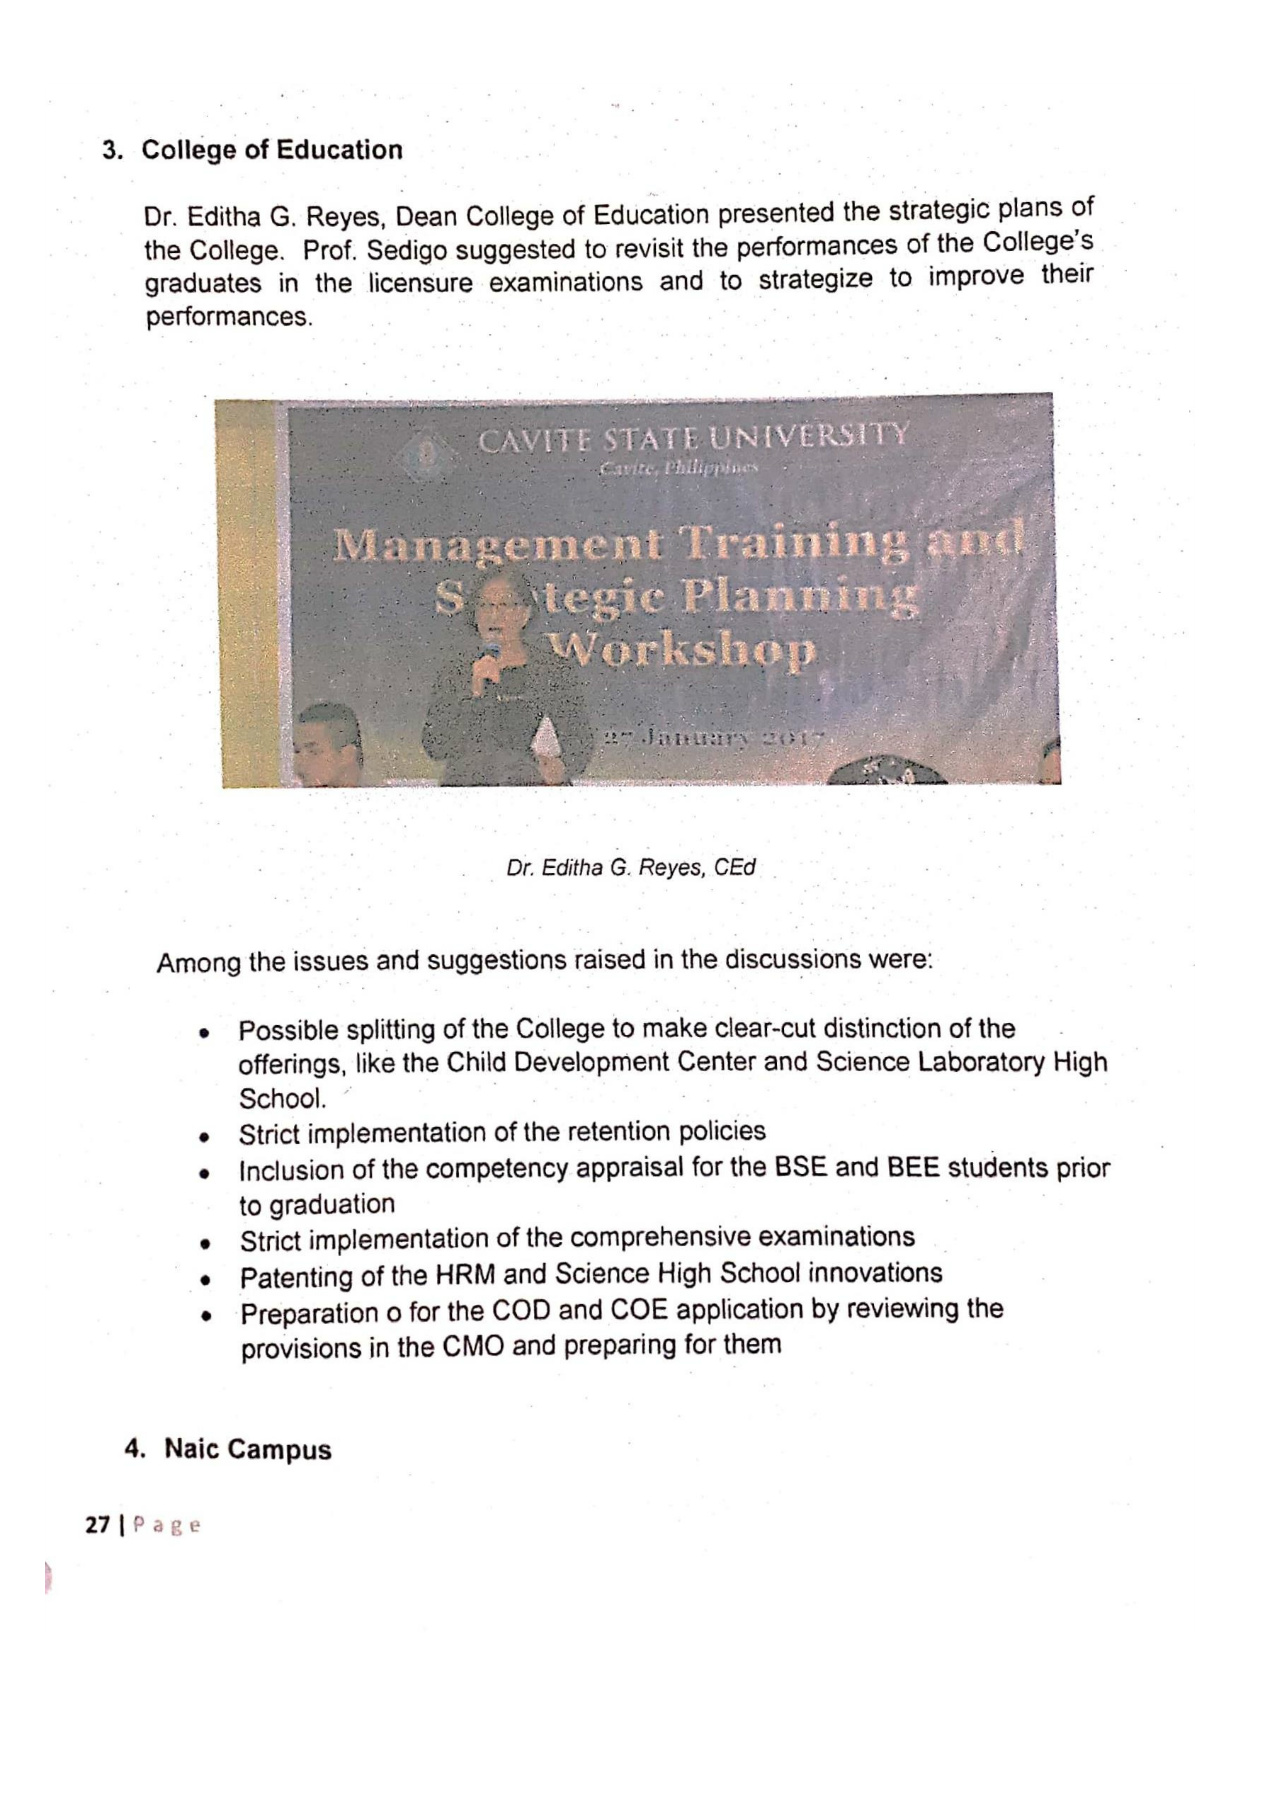 3. College of Education
Dr. Editha G. Reyes, Dean College of Education presented the strategic plans of
the College. Prof. Sedigo suggested to revisit the performances of the College's
graduates in the licensure examinations and to strategize to improve their
performances.
CAVITE STATE UNIVERSITY
Cavite, Philippines
Management Training and
S tegic Planning
Workshop
27 January 2017
Dr. Editha G. Reyes, CEd
Among the issues and suggestions raised in the discussions were:
• Possible splitting of the College to make clear-cut distinction of the
offerings, like the Child Development Center and Science Laboratory High
School.
• Strict implementation of the retention policies
• Inclusion of the competency appraisal for the BSE and BEE students prior
to graduation
• Strict implementation of the comprehensive examinations
• Patenting of the HRM and Science High School innovations
• Preparation o for the COD and COE application by reviewing the
provisions in the CMO and preparing for them
4. Naic Campus
27 | Page